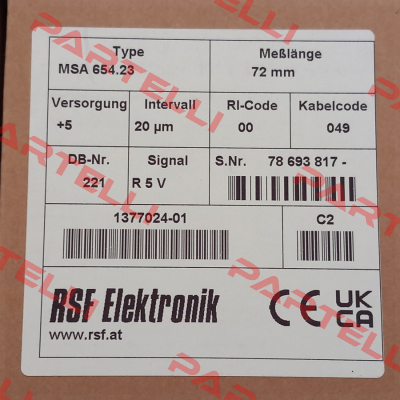 Type Meßlänge
MSA 654.23 72 mm
Versorgung Intervall RI-Code Kabelcode
+5 20 µm 00 049
DB-Nr. Signal S.Nr. 78 693 817 -
221 R 5 V
1377024-01 C2
RSF Elektronik CE UK
www.rsf.at CA
PARTELLI
PARTELLI
PARTELLI
PARTELLI
PARTELLI